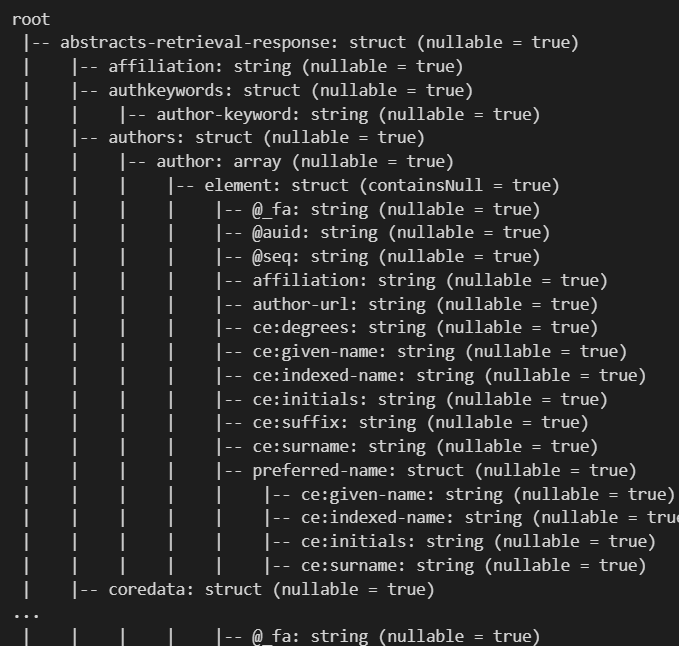 root
 |-- abstracts-retrieval-response: struct (nullable = true)
 |    |-- affiliation: string (nullable = true)
 |    |-- authkeywords: struct (nullable = true)
 |    |    |-- author-keyword: string (nullable = true)
 |    |-- authors: struct (nullable = true)
 |    |    |-- author: array (nullable = true)
 |    |    |    |-- element: struct (containsNull = true)
 |    |    |    |    |-- @_fa: string (nullable = true)
 |    |    |    |    |-- @auid: string (nullable = true)
 |    |    |    |    |-- @seq: string (nullable = true)
 |    |    |    |    |-- affiliation: string (nullable = true)
 |    |    |    |    |-- author-url: string (nullable = true)
 |    |    |    |    |-- ce:degrees: string (nullable = true)
 |    |    |    |    |-- ce:given-name: string (nullable = true)
 |    |    |    |    |-- ce:indexed-name: string (nullable = true)
 |    |    |    |    |-- ce:initials: string (nullable = true)
 |    |    |    |    |-- ce:suffix: string (nullable = true)
 |    |    |    |    |-- ce:surname: string (nullable = true)
 |    |    |    |    |-- preferred-name: struct (nullable = true)
 |    |    |    |    |    |-- ce:given-name: string (nullable = true)
 |    |    |    |    |    |-- ce:indexed-name: string (nullable = tru
 |    |    |    |    |    |-- ce:initials: string (nullable = true)
 |    |    |    |    |    |-- ce:surname: string (nullable = true)
 |    |-- coredata: struct (nullable = true)
...
 |    |    |    |    |-- @_fa: string (nullable = true)